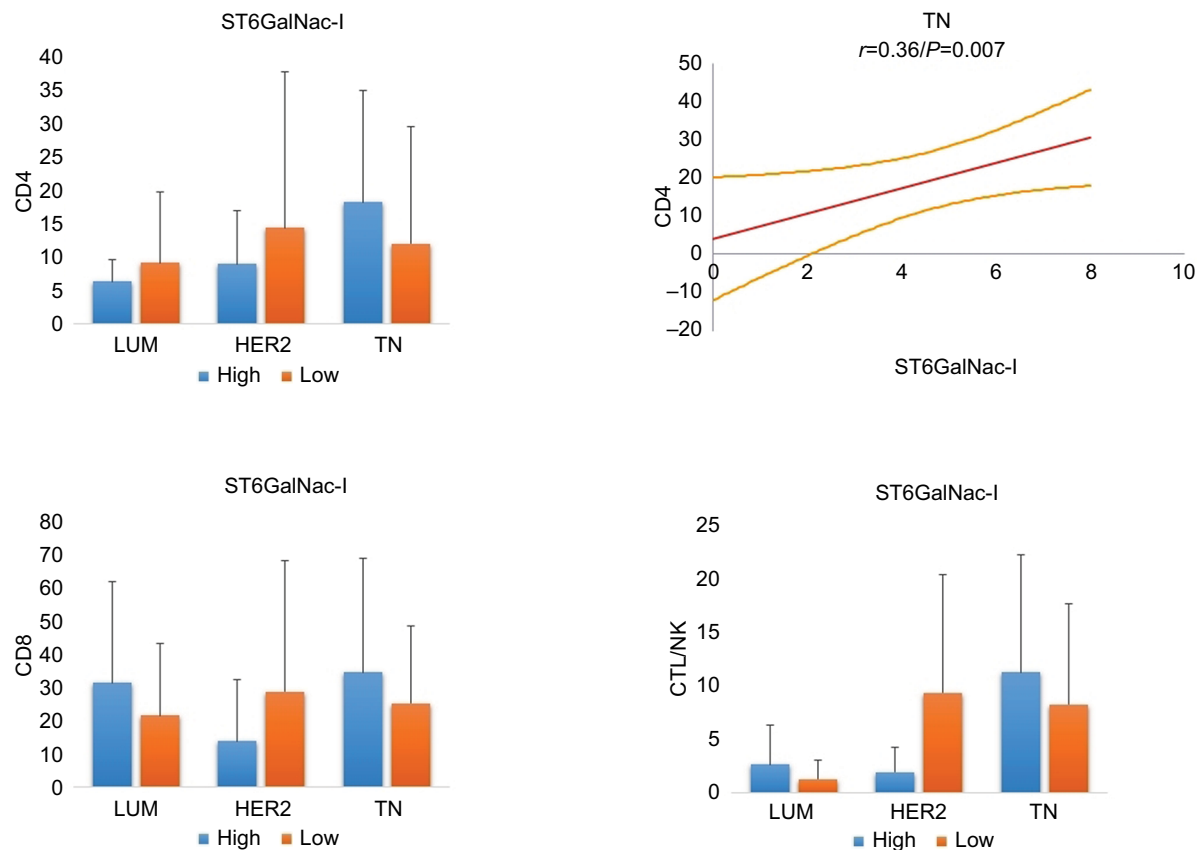 ST6GalNac-I
CD4
40
35
30
25
20
15
10
5
0
LUM HER2 TN
High Low
TN
r=0.36/P=0.007
CD4
50
40
30
20
10
0
–10
–20
0 2 4 6 8 10
ST6GalNac-I
ST6GalNac-I
CD8
80
70
60
50
40
30
20
10
0
LUM HER2 TN
High Low
ST6GalNac-I
CTL/NK
25
20
15
10
5
0
LUM HER2 TN
High Low